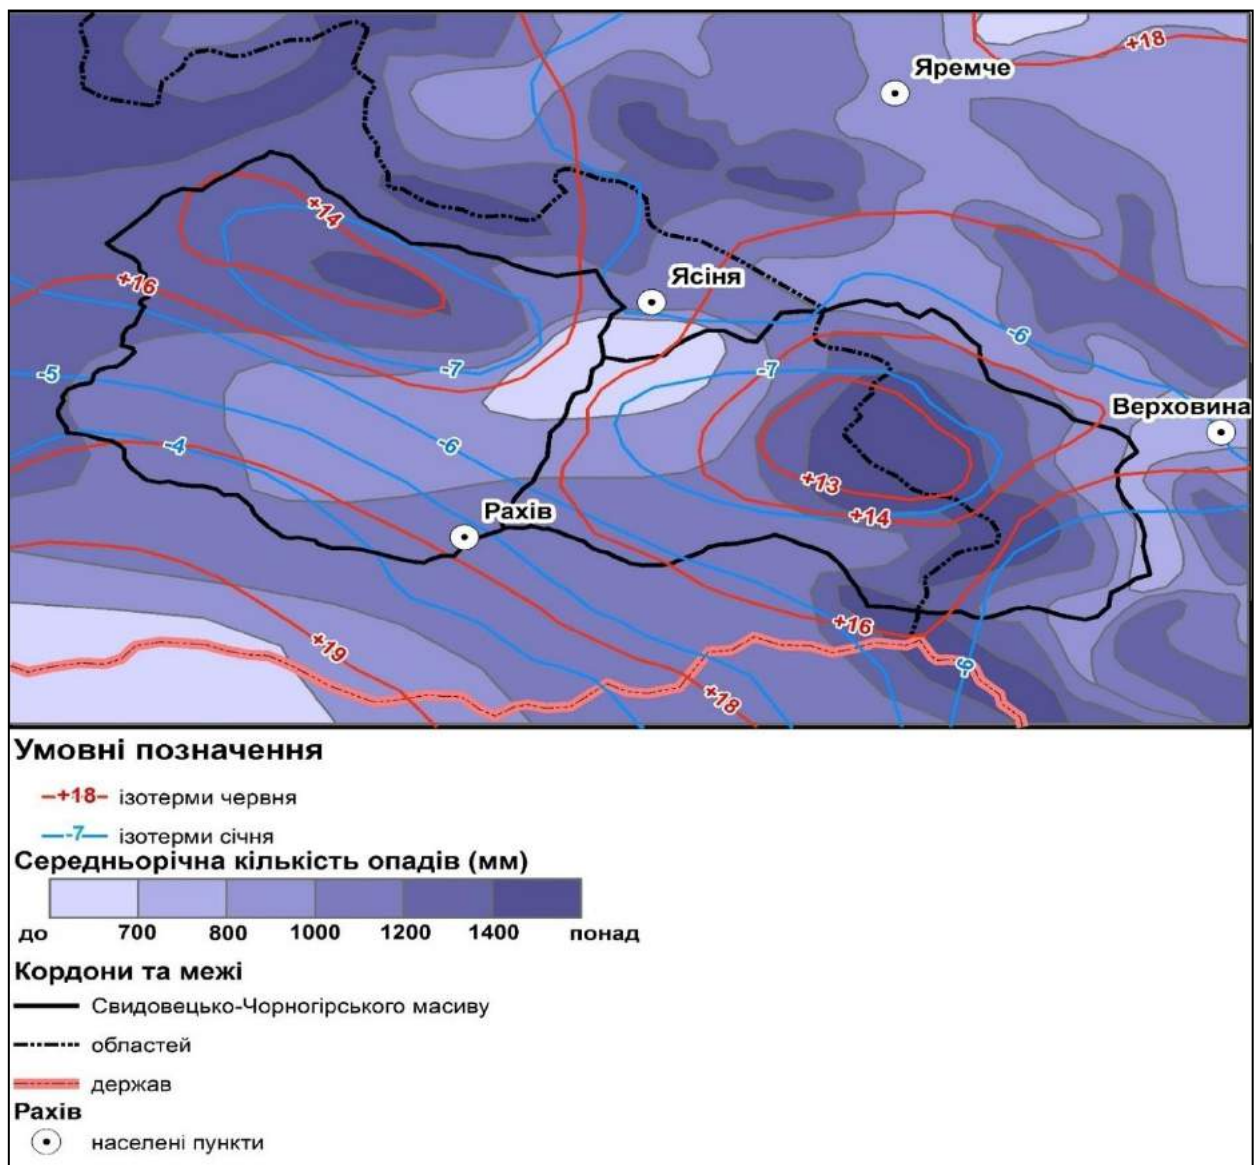 +18
Яремче
+14
Ясіня
+16
-6
-7
-7
-5
Верховина
-4
-6
+13
Рахів
+14
+16
+19
-6
+18
Умовні позначення
+18 ізотерми червня
-7 ізотерми січня
Середньорічна кількість опадів (мм)
до 700 800 1000 1200 1400 понад
Кордони та межі
Свидовецько-Чорногірського масиву
областей
держав
Рахів
населені пункти